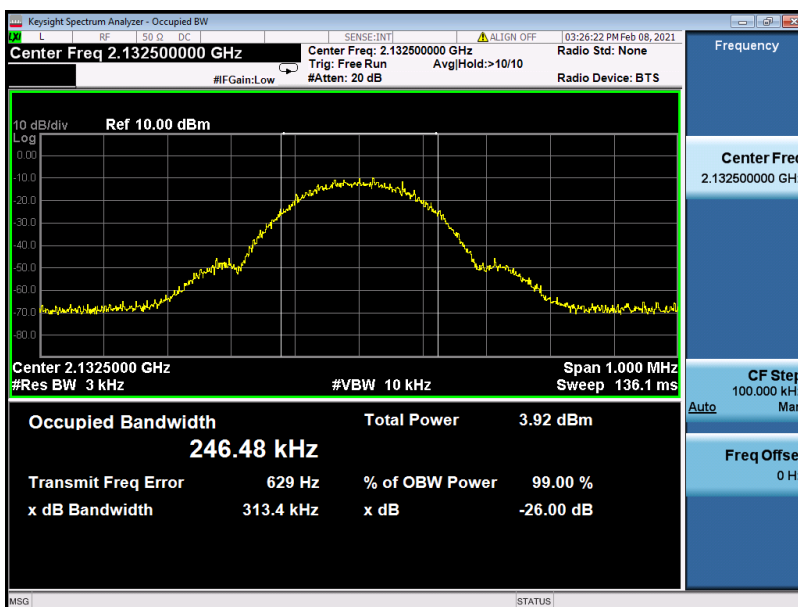 Keysight Spectrum Analyzer - Occupied BW
LXI L RF 50 Ω DC SENSE:INT ALIGN OFF 03:26:22 PM Feb 08, 2021
Center Freq 2.132500000 GHz
Center Freq: 2.132500000 GHz
Radio Std: None
Trig: Free Run Avg|Hold:>10/10
#IFGain:Low
#Atten: 20 dB
Radio Device: BTS
10 dB/div Ref 10.00 dBm
Log
0.00
-10.0
-20.0
-30.0
-40.0
-50.0
-60.0
-70.0
-80.0
Center 2.1325000 GHz Span 1.000 MHz
#Res BW 3 kHz #VBW 10 kHz Sweep 136.1 ms
Occupied Bandwidth Total Power 3.92 dBm
246.48 kHz
Transmit Freq Error 629 Hz % of OBW Power 99.00 %
x dB Bandwidth 313.4 kHz x dB -26.00 dB
MSG STATUS
Frequency
Center Freq
2.132500000 GHz
CF Step
100.000 kHz
Auto Man
Freq Offset
0 Hz